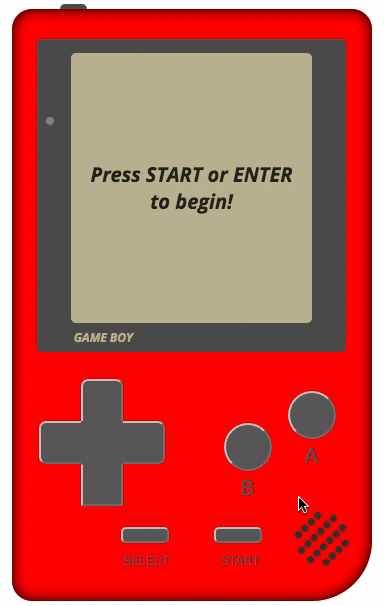 Press START or ENTER
to begin!
GAME BOY
A
B
SELECT
START